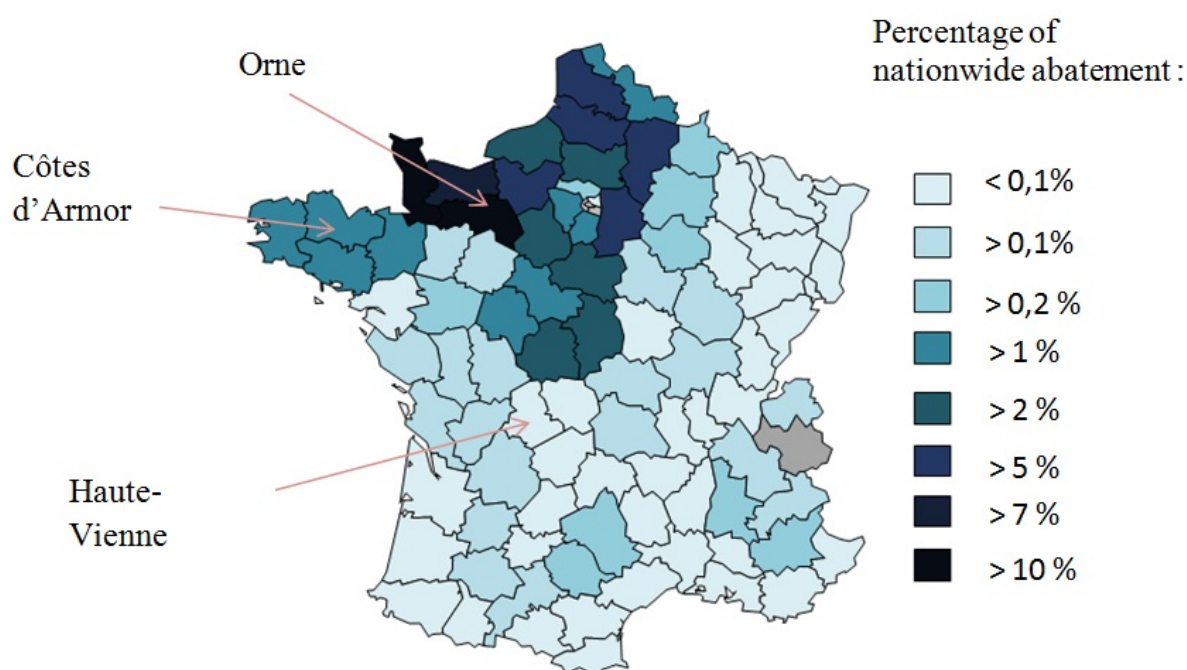 Orne
Côtes
d’Armor
Haute-
Vienne
Percentage of
nationwide abatement :
< 0,1%
> 0,1%
> 0,2 %
> 1 %
> 2 %
> 5 %
> 7 %
> 10 %